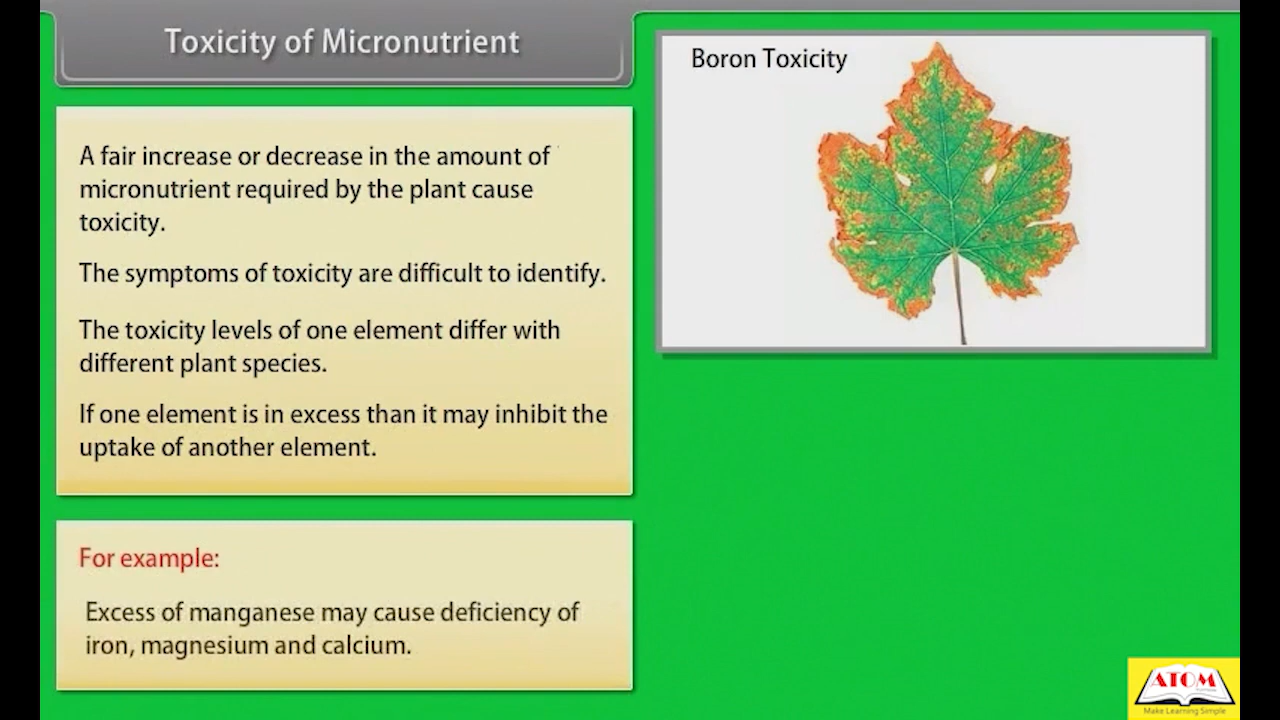 Toxicity of Micronutrient
Boron Toxicity
A fair increase or decrease in the amount of
micronutrient required by the plant cause
toxicity.
The symptoms of toxicity are difficult to identify.
The toxicity levels of one element differ with
different plant species.
If one element is in excess than it may inhibit the
uptake of another element.
For example:
Excess of manganese may cause deficiency of
iron, magnesium and calcium.
ATOM
Make Learning Simple